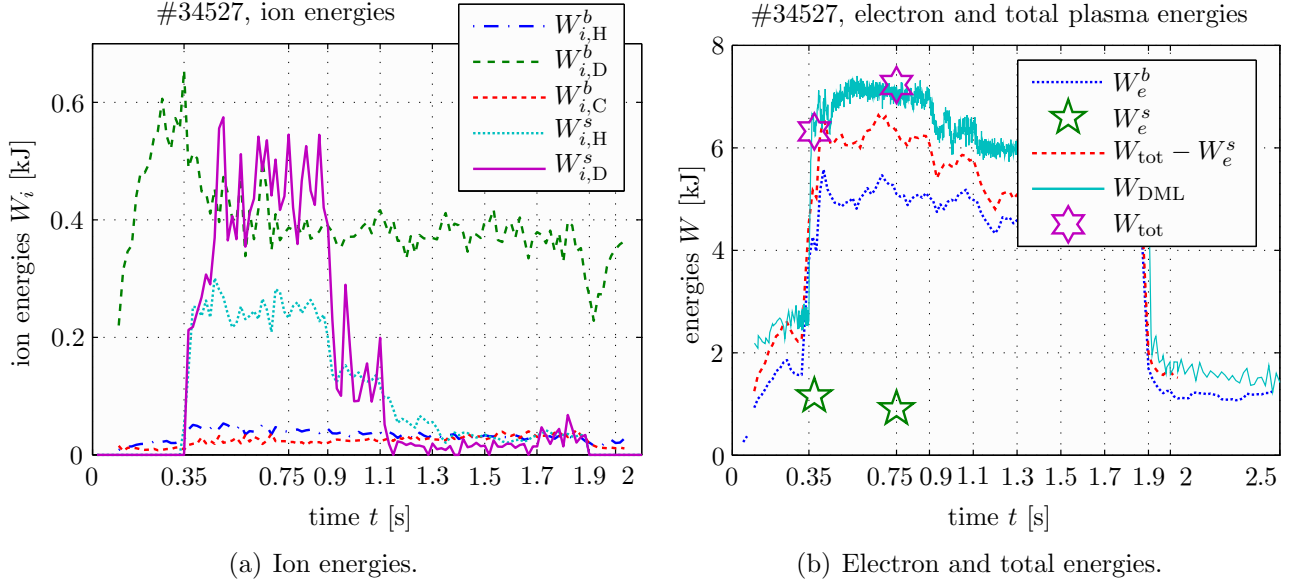 #34527, ion energies
ion energies W_i [kJ]
0.6
0.4
0.2
0
0 0.35 0.75 0.9 1.1 1.3 1.5 1.7 1.9 2
time t [s]
W^b_{i,H}
W^b_{i,D}
W^b_{i,C}
W^s_{i,H}
W^s_{i,D}
(a) Ion energies.
#34527, electron and total plasma energies
energies W [kJ]
8
6
4
2
0
0 0.35 0.75 0.9 1.1 1.3 1.5 1.7 1.9 2 2.5
time t [s]
W^b_e
W^s_e
W_tot − W^s_e
W_DML
W_tot
(b) Electron and total energies.